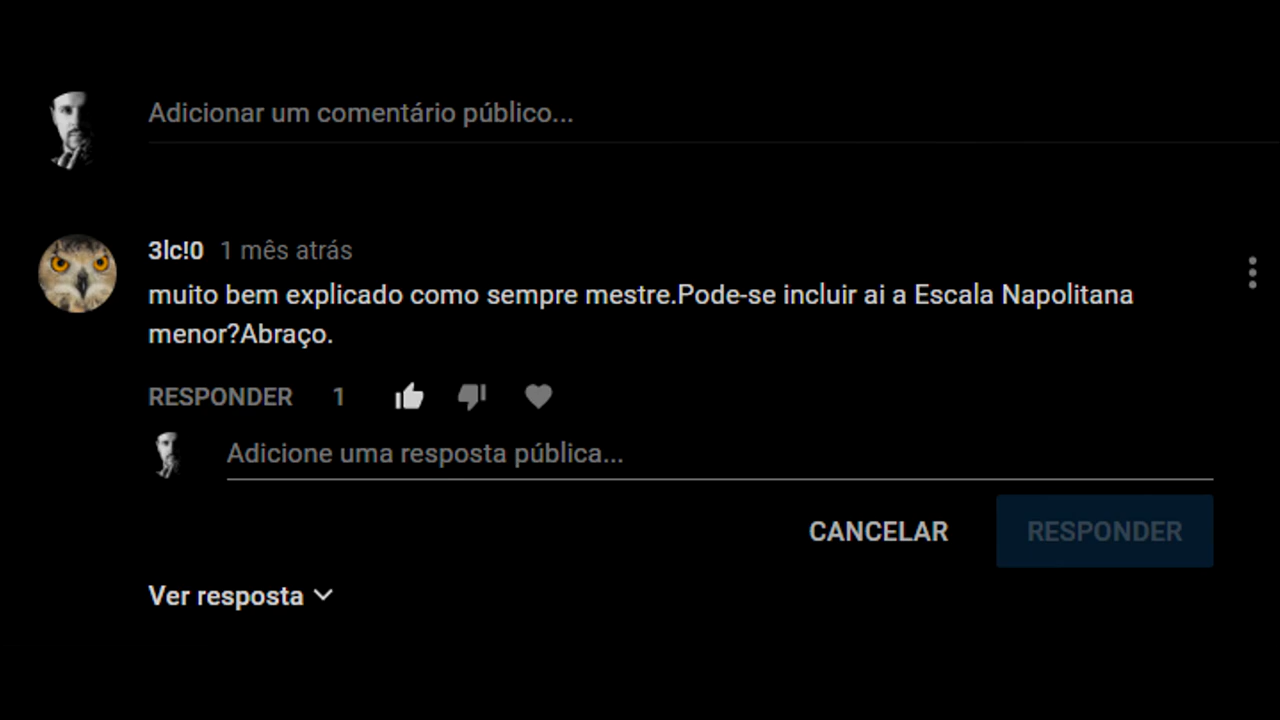 Adicionar um comentário público...
3lc!0 1 mês atrás
muito bem explicado como sempre mestre.Pode-se incluir ai a Escala Napolitana
menor?Abraço.
RESPONDER 1
Adicione uma resposta pública...
CANCELAR RESPONDER
Ver resposta